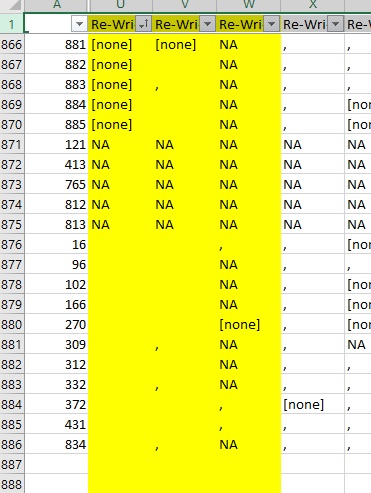 A U V W X
1 Re-Wri Re-Wri Re-Wri Re-Wri Re-W
866 881 [none] [none] NA , ,
867 882 [none] NA , ,
868 883 [none] , NA , ,
869 884 [none] NA , [non
870 885 [none] NA , [non
871 121 NA NA NA NA NA
872 413 NA NA NA NA NA
873 765 NA NA NA NA NA
874 812 NA NA NA NA NA
875 813 NA NA NA NA NA
876 16 , , [non
877 96 NA , ,
878 102 NA , [non
879 166 NA , [non
880 270 [none] , [non
881 309 , NA , NA
882 312 NA , ,
883 332 , NA , ,
884 372 , [none] ,
885 431 , , ,
886 834 , NA , ,
887
888